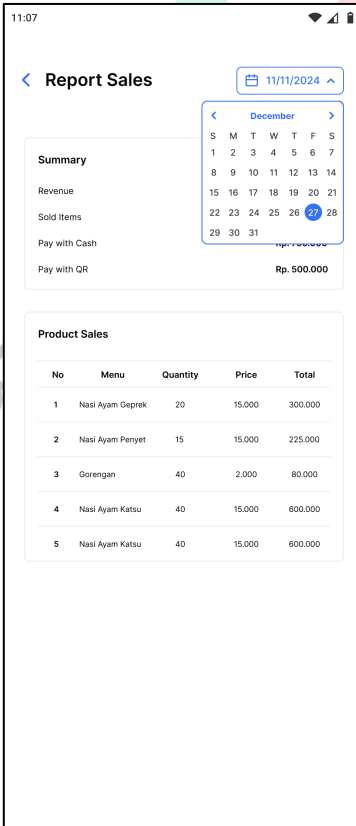 11:07
Report Sales
11/11/2024
December
S M T W T F S
1 2 3 4 5 6 7
8 9 10 11 12 13 14
15 16 17 18 19 20 21
22 23 24 25 26 27 28
29 30 31
Summary
Revenue
Sold Items
Pay with Cash
Pay with QR Rp. 500.000
Product Sales
No Menu Quantity Price Total
1 Nasi Ayam Geprek 20 15.000 300.000
2 Nasi Ayam Penyet 15 15.000 225.000
3 Gorengan 40 2.000 80.000
4 Nasi Ayam Katsu 40 15.000 600.000
5 Nasi Ayam Katsu 40 15.000 600.000